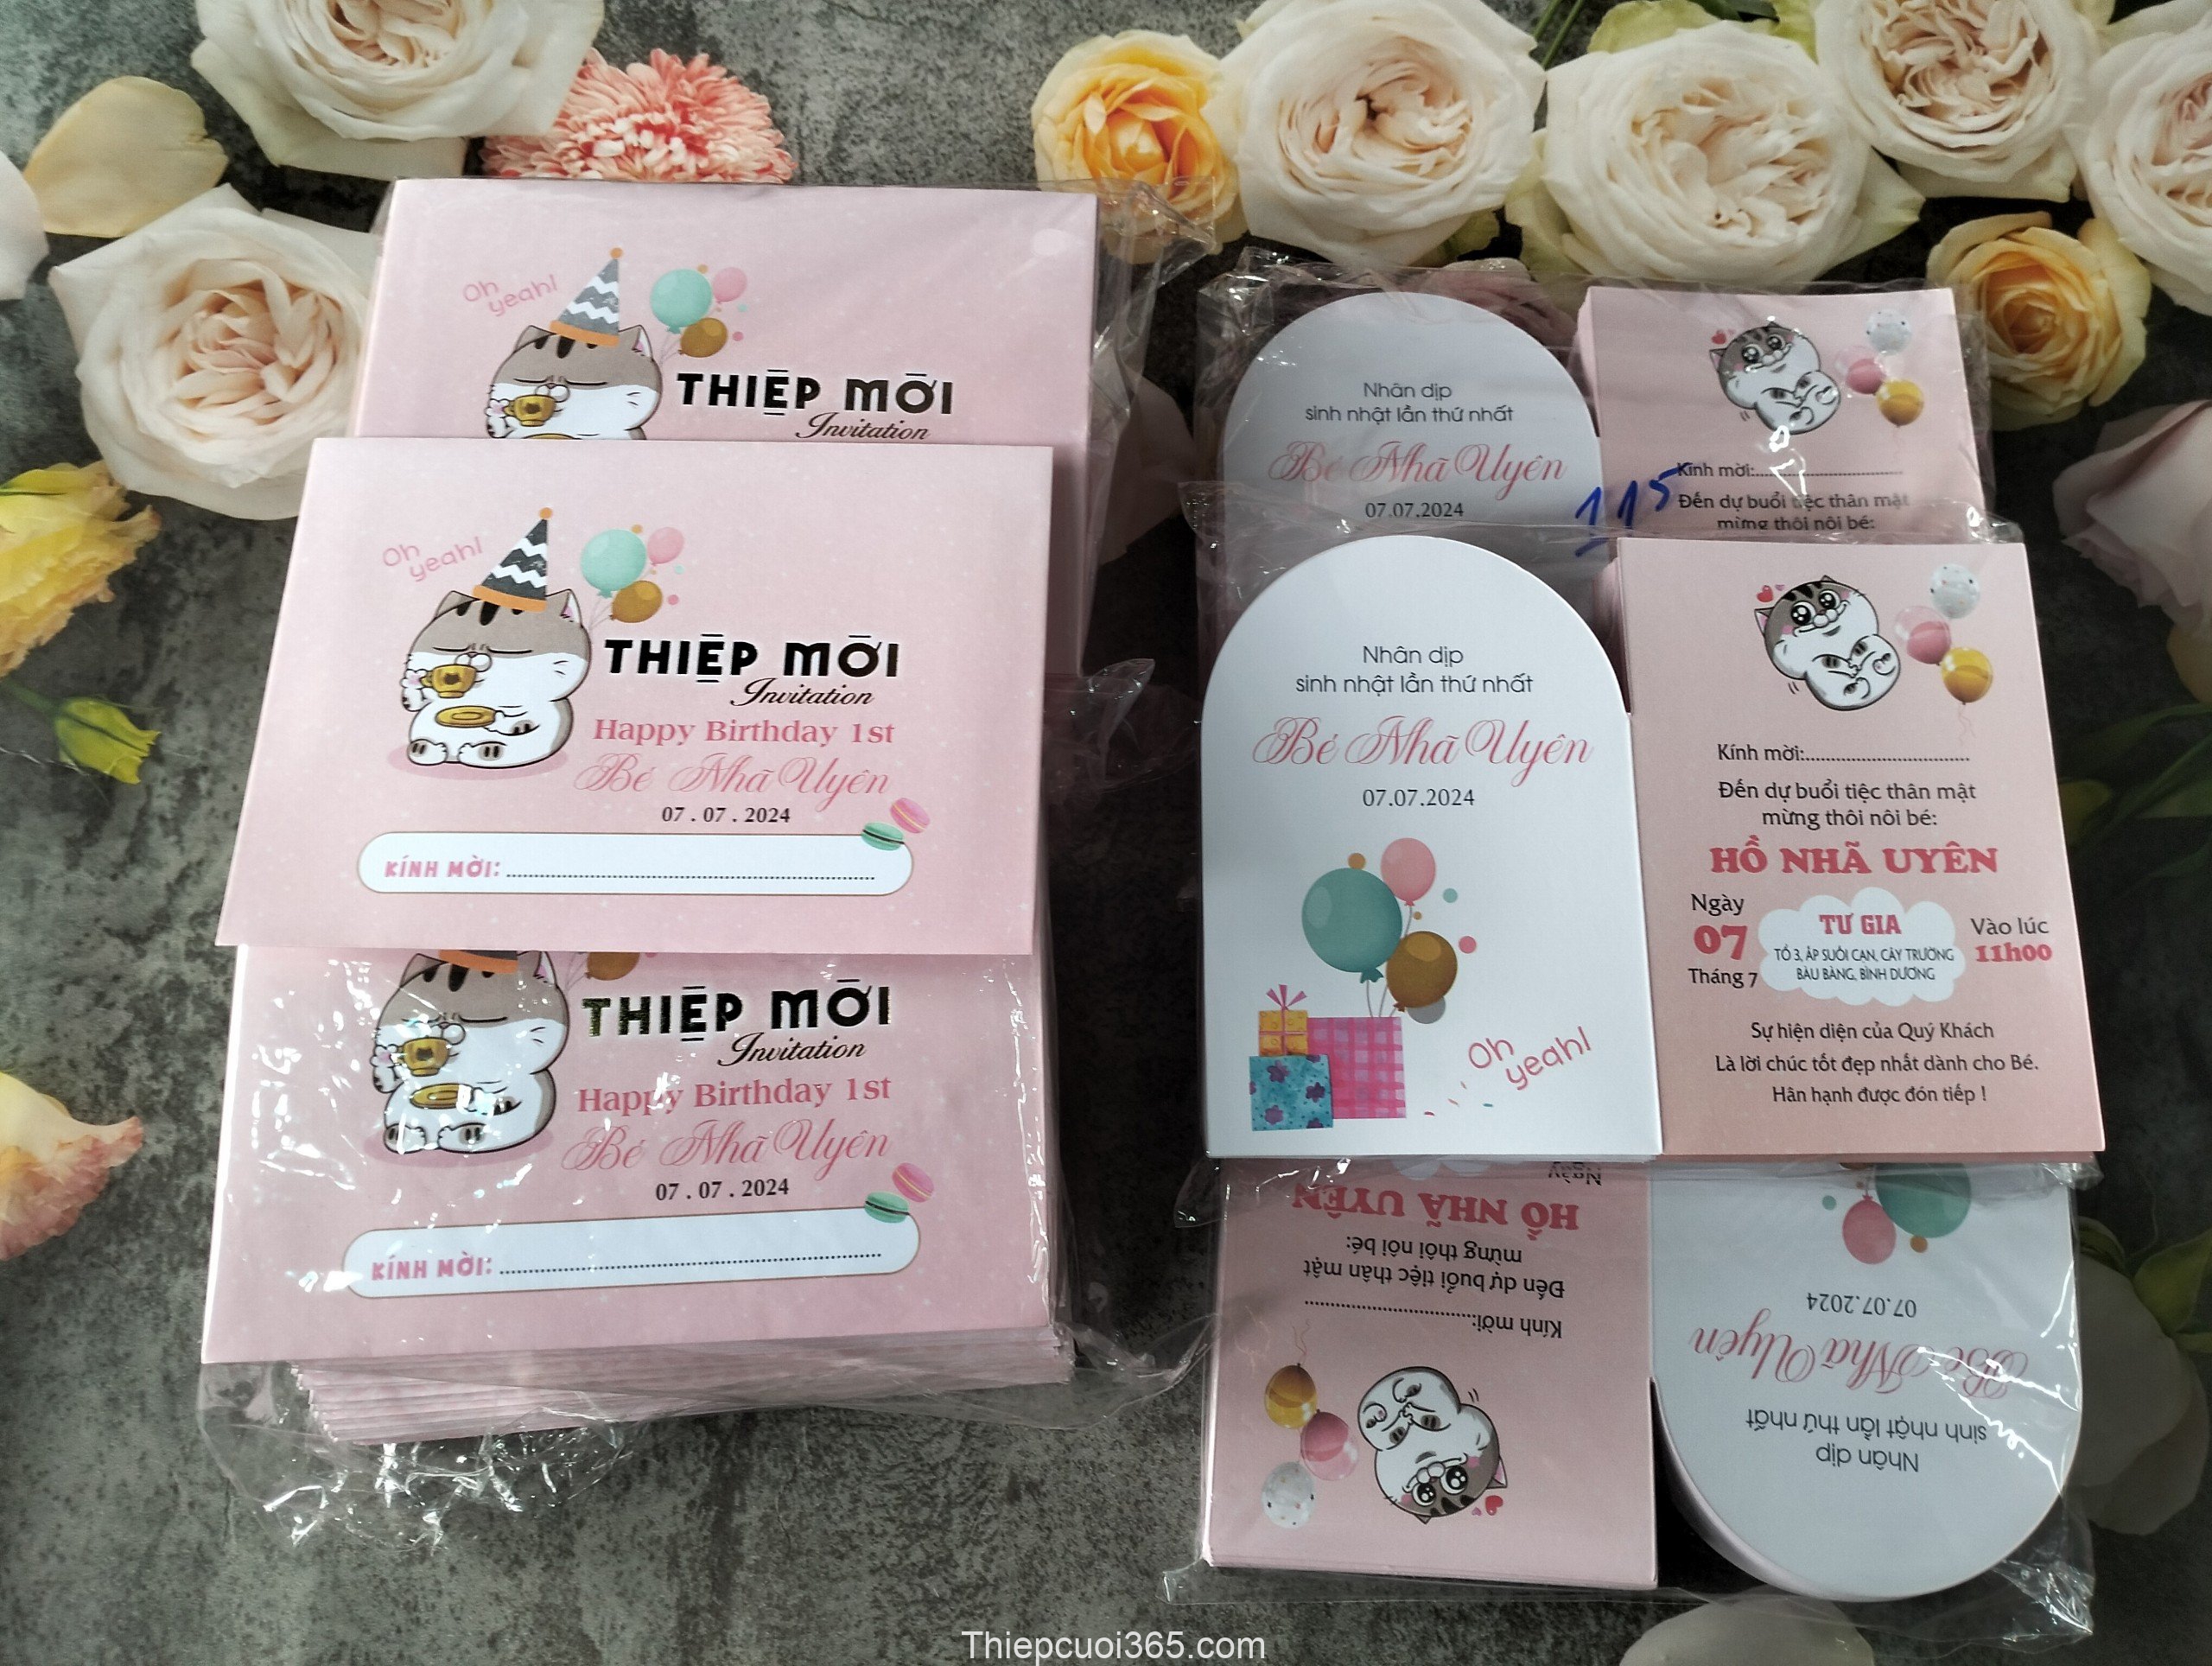 Oh
yeah!
THIỆP MỜI
Invitation
Oh
yeah!
THIỆP MỜI
Invitation
Happy Birthday 1st
Bé Nhã Uyên
07 . 07 . 2024
KÍNH MỜI:
THIỆP MỜI
Invitation
Happy Birthday 1st
Bé Nhã Uyên
07 . 07 . 2024
KÍNH MỜI:
Nhân dịp
sinh nhật lần thứ nhất
Bé Nhã Uyên
07.07.2024
115
Kính mời:
Đến dự buổi tiệc thân mật
mừng thôi nôi bé:
Nhân dịp
sinh nhật lần thứ nhất
Bé Nhã Uyên
07.07.2024
Oh
yeah!
Kính mời:
Đến dự buổi tiệc thân mật
mừng thôi nôi bé:
HỒ NHÃ UYÊN
Ngày
07
Tháng 7
TƯ GIA
TỔ 3, ẤP SUỐI CẠN, CÂY TRƯỜNG
BÀU BÀNG, BÌNH DƯƠNG
Vào lúc
11h00
Sự hiện diện của Quý Khách
Là lời chúc tốt đẹp nhất dành cho Bé.
Hân hạnh được đón tiếp !
Kính mời:
Đến dự buổi tiệc thân mật
mừng thôi nôi bé:
HỒ NHÃ UYÊN
Ngày
Nhân dịp
sinh nhật lần thứ nhất
Bé Nhã Uyên
07.07.2024
Thiepcuoi365.com